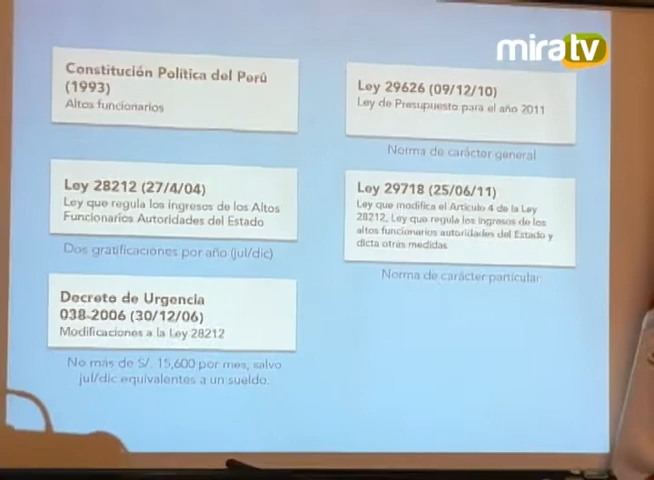 miratv
Constitución Política del Perú
(1993)
Altos funcionarios
Ley 28212 (27/4/04)
Ley que regula los ingresos de los Altos
Funcionarios Autoridades del Estado
Dos gratificaciones por año (jul/dic)
Decreto de Urgencia
038-2006 (30/12/06)
Modificaciones a la Ley 28212
No más de S/. 15,600 por mes, salvo
jul/dic equivalentes a un sueldo.
Ley 29626 (09/12/10)
Ley de Presupuesto para el año 2011
Norma de carácter general
Ley 29718 (25/06/11)
Ley que modifica el Artículo 4 de la Ley
28212, Ley que regula los ingresos de los
altos funcionarios autoridades del Estado y
dicta otras medidas
Norma de carácter particular